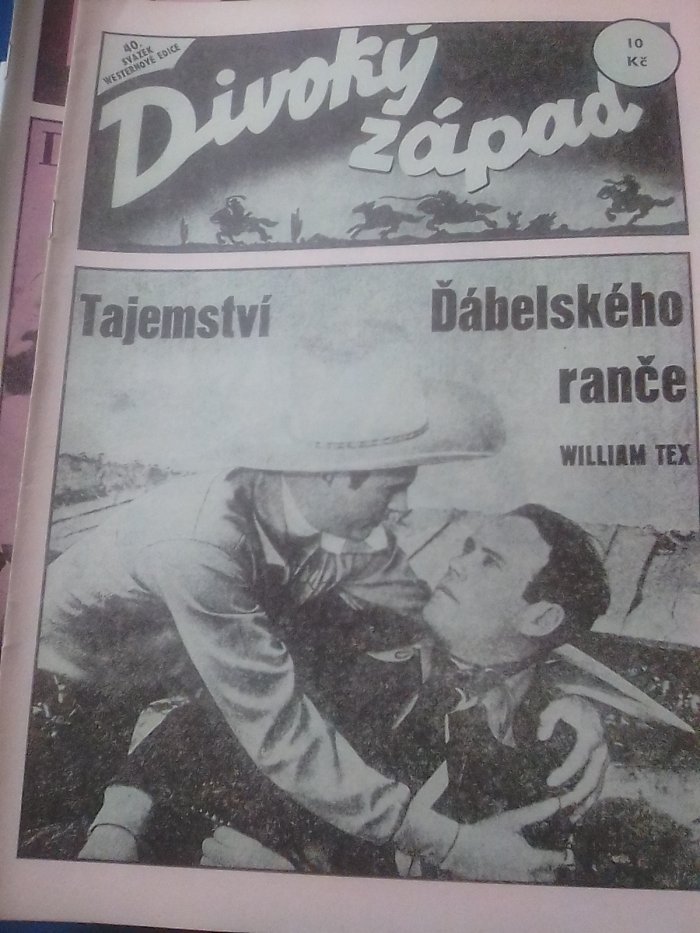 40.
SVAZEK
WESTERNOVÉ EDICE
Divoký
západ
10
Kč
Tajemství Ďábelského
ranče
WILLIAM TEX